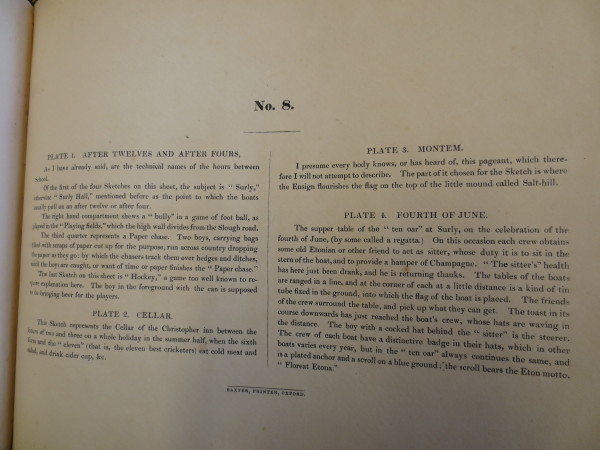 No. 8.
PLATE 1. AFTER TWELVES AND AFTER FOURS,
As I have already said, are the technical names of the hours between
School.
Of the first of the four Sketches on this sheet, the subject is "Surly,"
otherwise "Surly Hall," mentioned before as the point to which the boats
usually pull on an after twelve or after four.
The right hand compartment shews a "bully" in a game of foot ball, as
played in the "Playing fields," which the high wall divides from the Slough road.
The third quarter represents a Paper chase. Two boys, carrying bags
filled with scraps of paper cut up for the purpose, run across country dropping
the paper as they go: by which the chasers track them over hedges and ditches,
until the boys are caught, or want of time or paper finishes the "Paper chase."
The last Sketch on this sheet is "Hockey," a game too well known to re-
quire explanation here. The boy in the foreground with the can is supposed
to be bringing beer for the players.
PLATE 2. CELLAR.
This Sketch represents the Cellar of the Christopher inn between the
hours of two and three on a whole holiday in the summer half, when the sixth
form and the "eleven" (that is, the eleven best cricketers) eat cold meat and
salad, and drink cider cup, &c.
PLATE 3. MONTEM.
I presume every body knows, or has heard of, this pageant, which there-
fore I will not attempt to describe. The part of it chosen for the Sketch is where
the Ensign flourishes the flag on the top of the little mound called Salt-hill.
PLATE 4. FOURTH OF JUNE.
The supper table of the "ten oar" at Surly, on the celebration of the
fourth of June, (by some called a regatta.) On this occasion each crew obtains
some old Etonian or other friend to act as sitter, whose duty it is to sit in the
stern of the boat, and to provide a hamper of Champagne. "The sitter's" health
has here just been drank, and he is returning thanks. The tables of the boats
are ranged in a line, and at the corner of each at a little distance is a kind of tin
tube fixed in the ground, into which the flag of the boat is placed. The friends
of the crew surround the table, and pick up what they can get. The toast in its
course downwards has just reached the boat's crew, whose hats are waving in
the distance. The boy with a cocked hat behind the "sitter" is the steerer.
The crew of each boat have a distinctive badge in their hats, which in other
boats varies every year, but in the "ten oar" always continues the same, and
is a plated anchor and a scroll on a blue ground; the scroll bears the Eton motto,
"Florest Etona."
BAXTER, PRINTER, OXFORD.